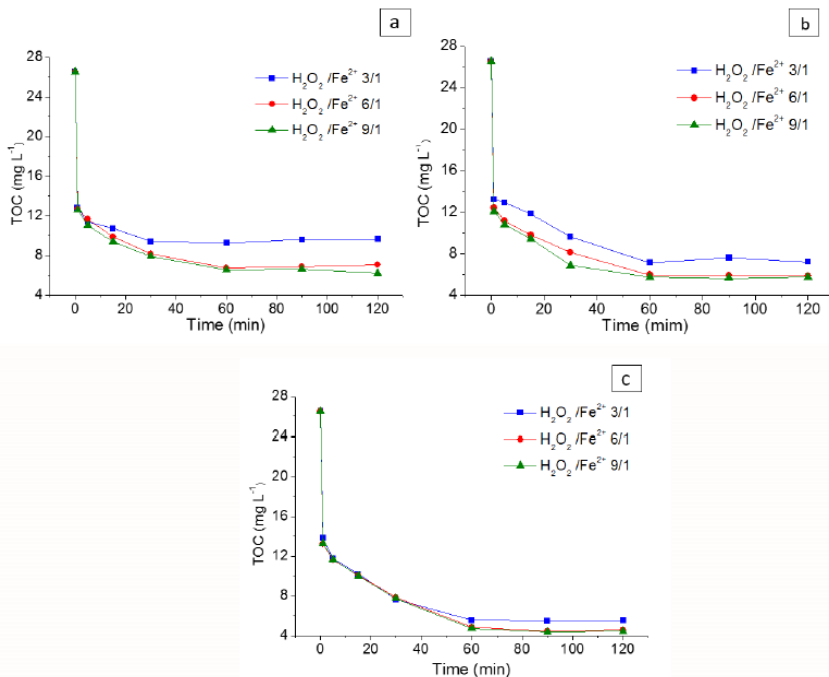 a
28
24
20
16
12
8
4
TOC (mg L⁻¹)
H₂O₂ /Fe²⁺ 3/1
H₂O₂ /Fe²⁺ 6/1
H₂O₂ /Fe²⁺ 9/1
0 20 40 60 80 100 120
Time (min)
b
28
24
20
16
12
8
4
TOC (mg L⁻¹)
H₂O₂ /Fe²⁺ 3/1
H₂O₂ /Fe²⁺ 6/1
H₂O₂ /Fe²⁺ 9/1
0 20 40 60 80 100 120
Time (mim)
c
28
24
20
16
12
8
4
TOC (mg L⁻¹)
H₂O₂ /Fe²⁺ 3/1
H₂O₂ /Fe²⁺ 6/1
H₂O₂ /Fe²⁺ 9/1
0 20 40 60 80 100 120
Time (min)